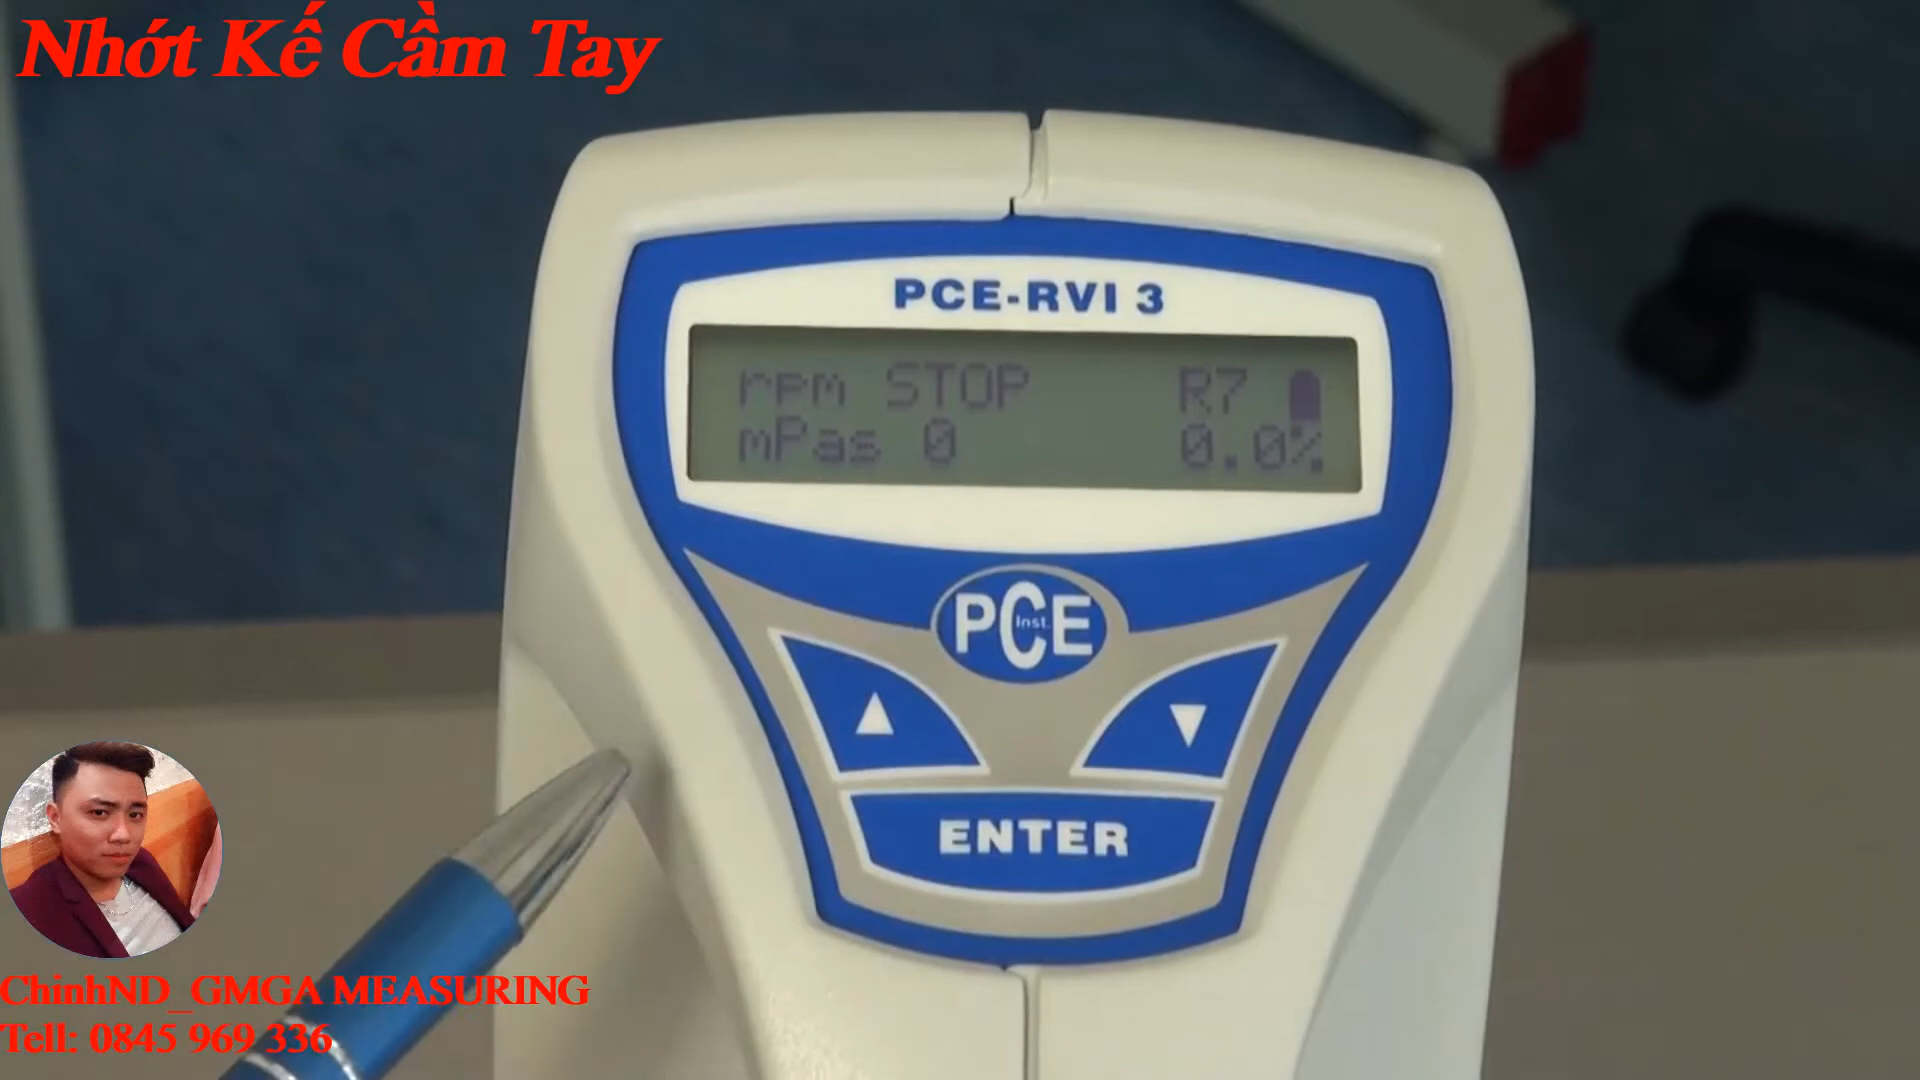 Nhớt Kế Cầm Tay
PCE-RVI 3
rpm STOP R7
mPas 0 0.0%
PCE
Inst.
ENTER
ChinhND_GMGA MEASURING
Tell: 0845 969 336